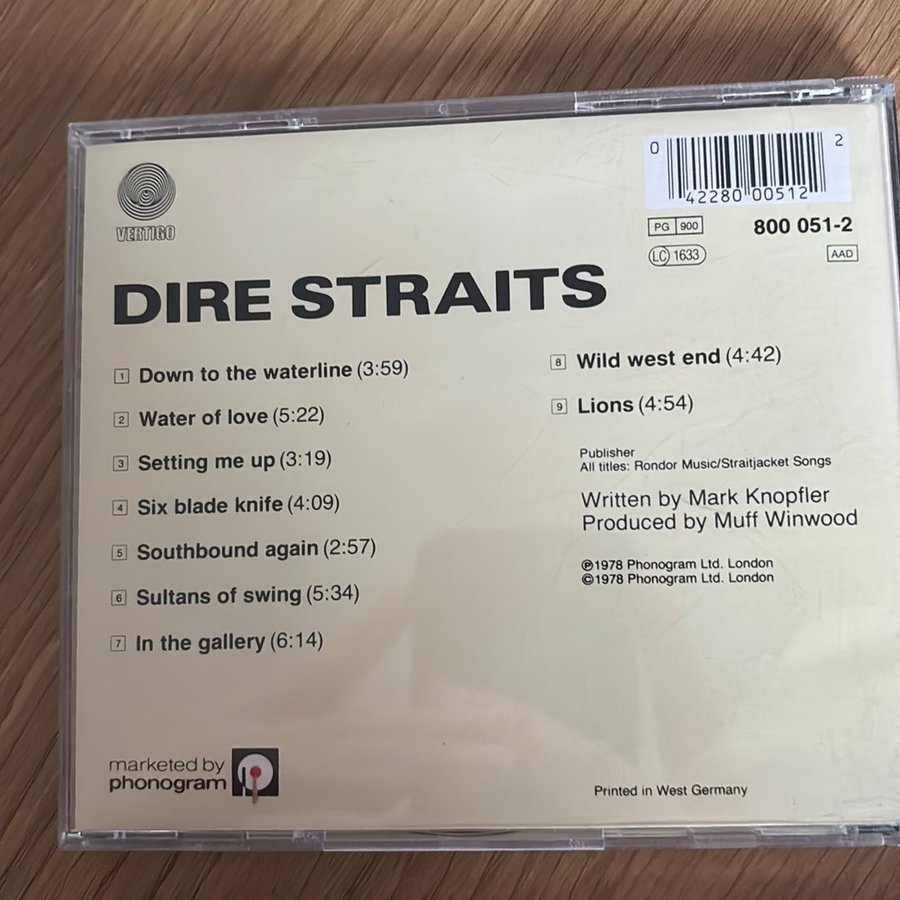 VERTIGO
0 42280 00512 2
PG 900
800 051-2
LC 1633
AAD
DIRE STRAITS
1 Down to the waterline (3:59)
2 Water of love (5:22)
3 Setting me up (3:19)
4 Six blade knife (4:09)
5 Southbound again (2:57)
6 Sultans of swing (5:34)
7 In the gallery (6:14)
8 Wild west end (4:42)
9 Lions (4:54)
Publisher
All titles: Rondor Music/Straitjacket Songs
Written by Mark Knopfler
Produced by Muff Winwood
℗1978 Phonogram Ltd. London
©1978 Phonogram Ltd. London
marketed by
phonogram
Printed in West Germany